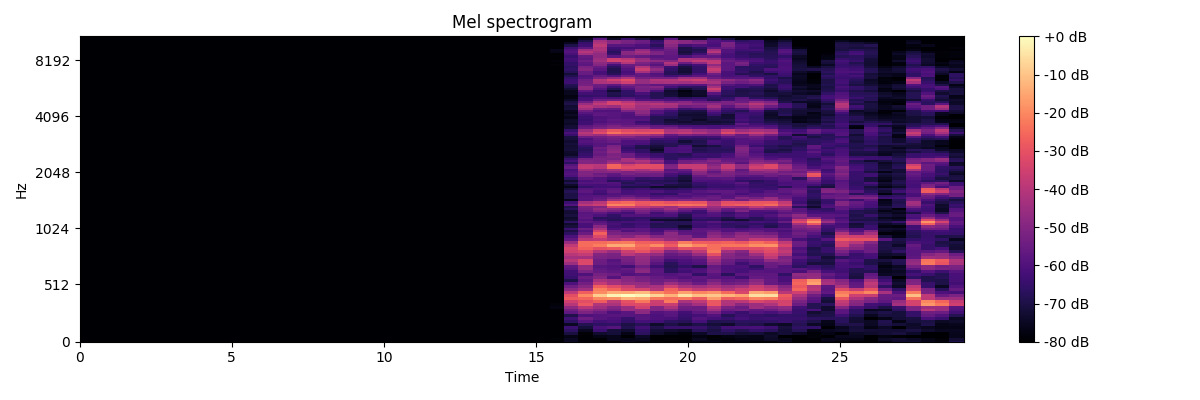 Mel spectrogram
Hz
8192
4096
2048
1024
512
0
0 5 10 15 20 25
Time
+0 dB
-10 dB
-20 dB
-30 dB
-40 dB
-50 dB
-60 dB
-70 dB
-80 dB